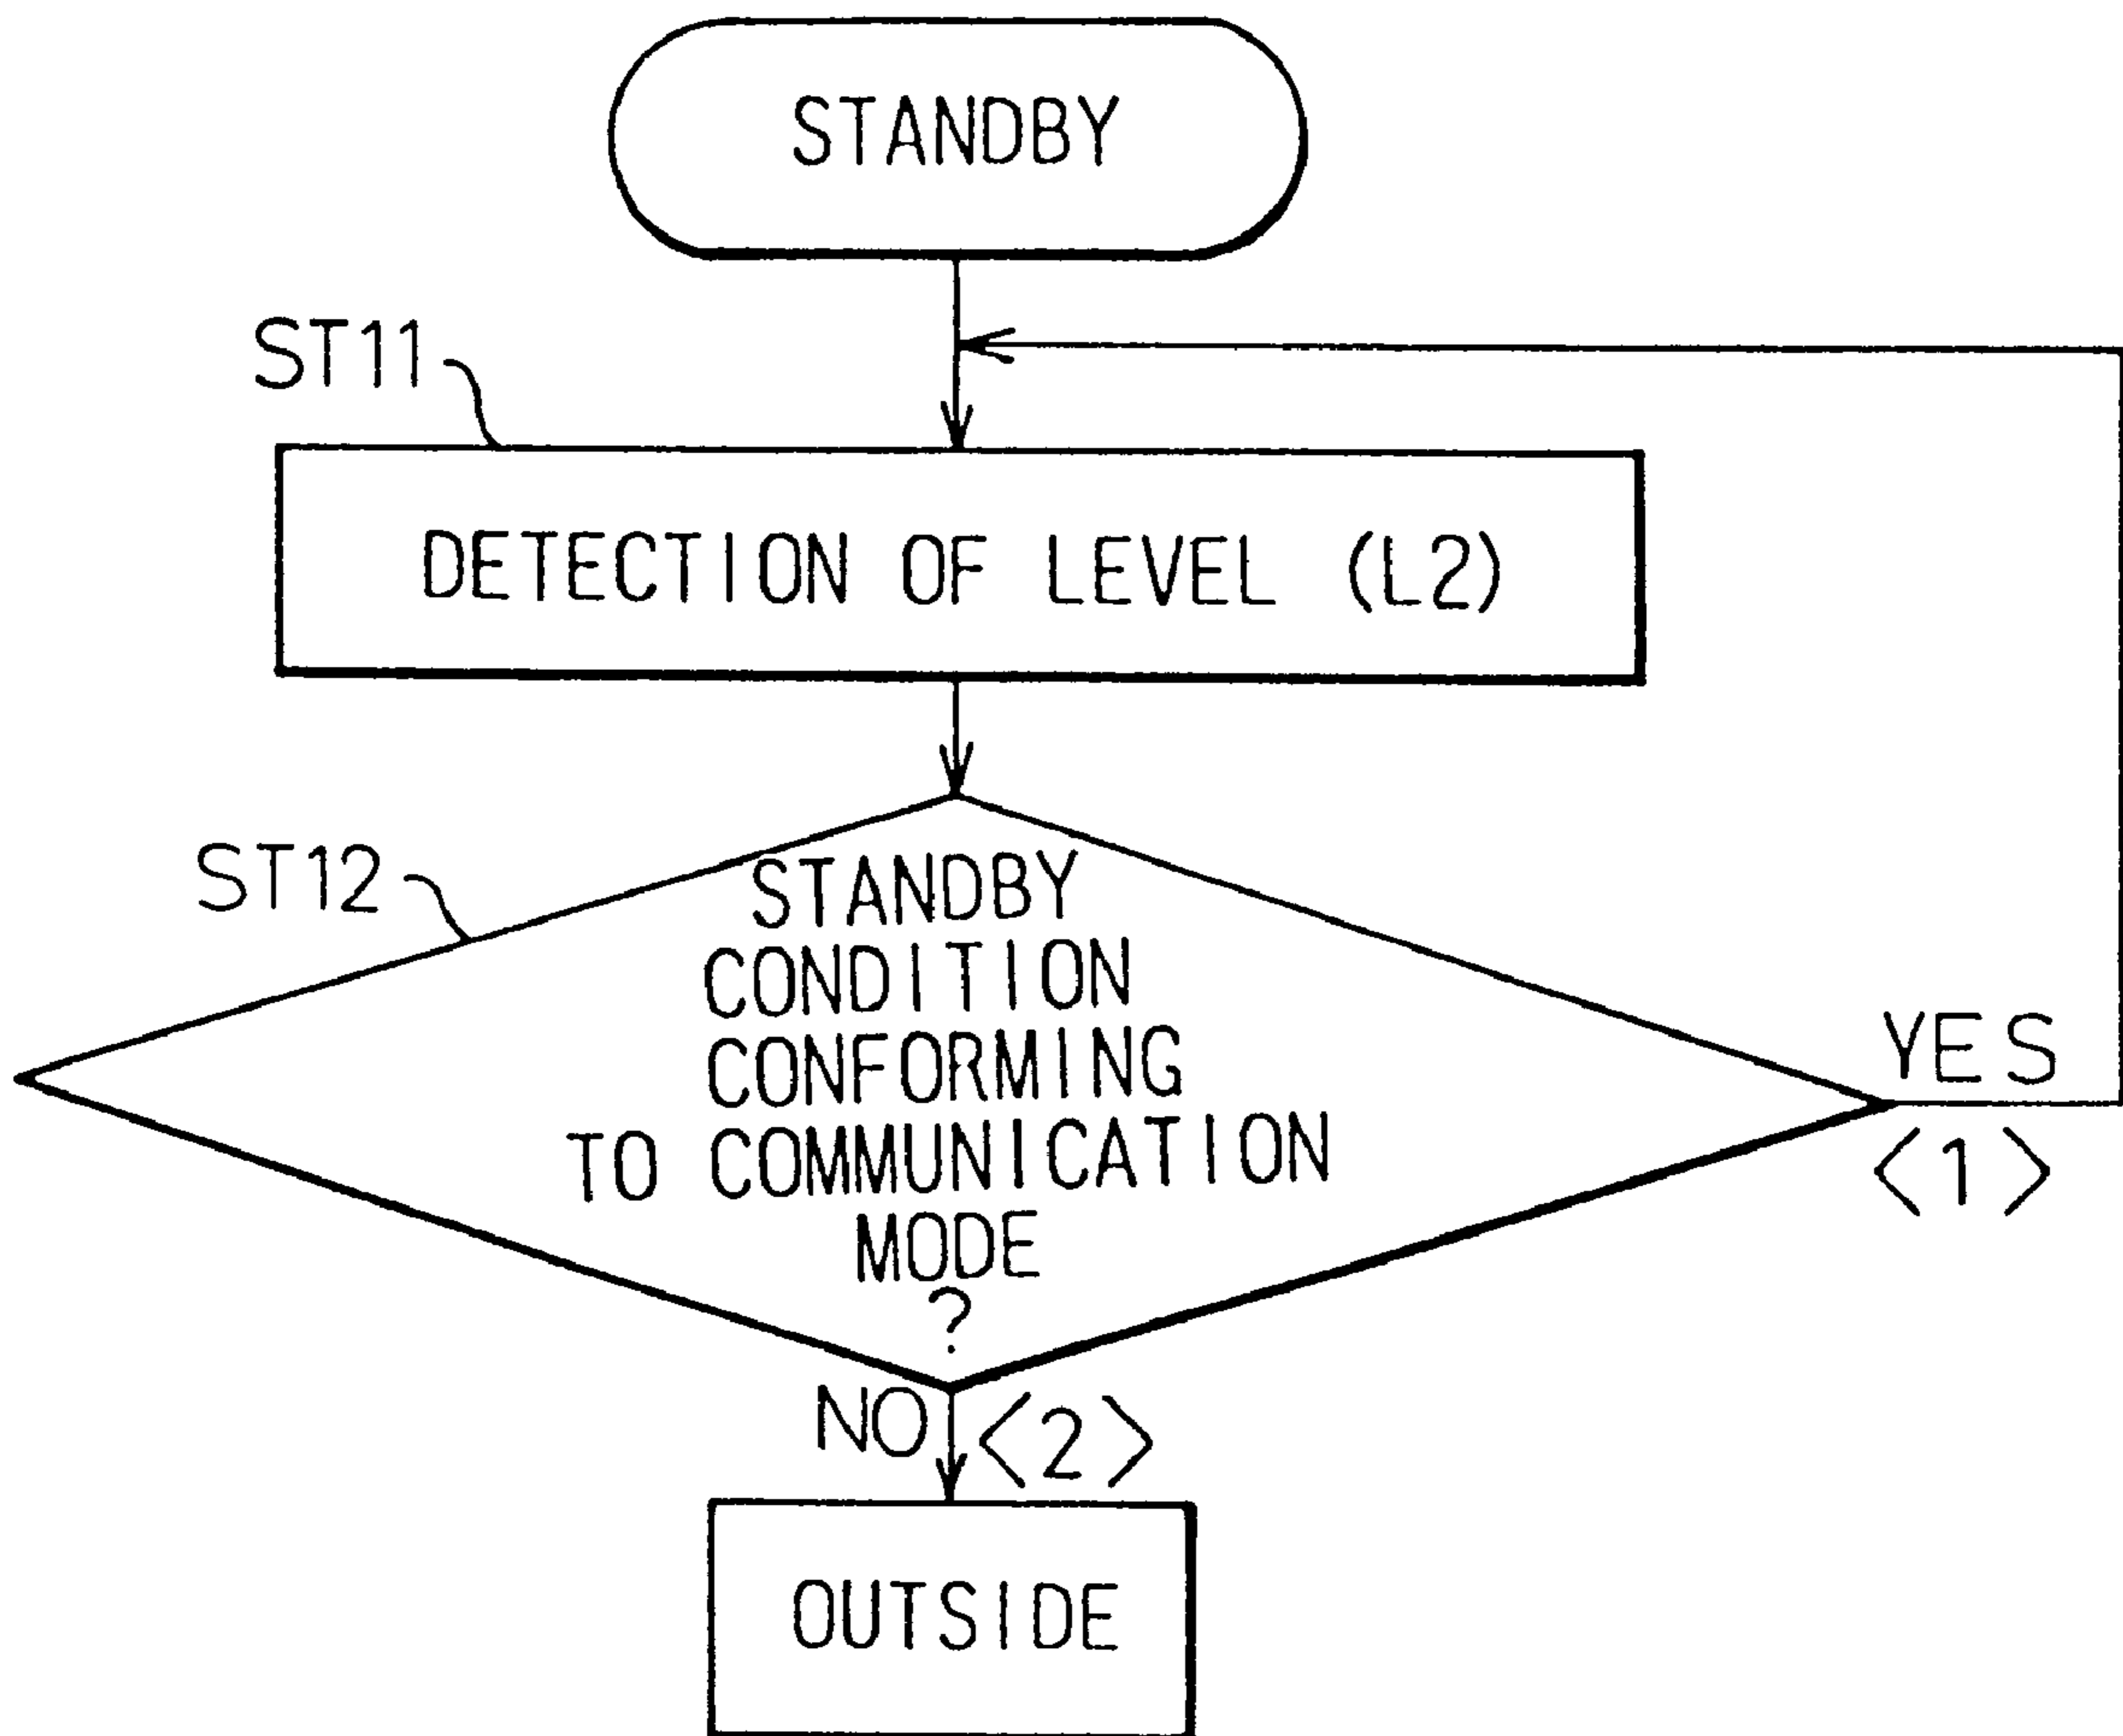 STANDBY
ST11
DETECTION OF LEVEL (L2)
ST12
STANDBY
CONDITION
CONFORMING
TO COMMUNICATION
MODE
?
YES
<1>
NO <2>
OUTSIDE